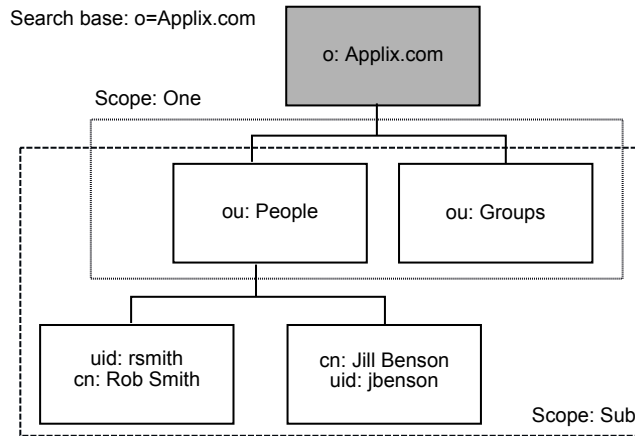 Search base: o=Applix.com
o: Applix.com
Scope: One
ou: People
ou: Groups
uid: rsmith
cn: Rob Smith
cn: Jill Benson
uid: jbenson
Scope: Sub